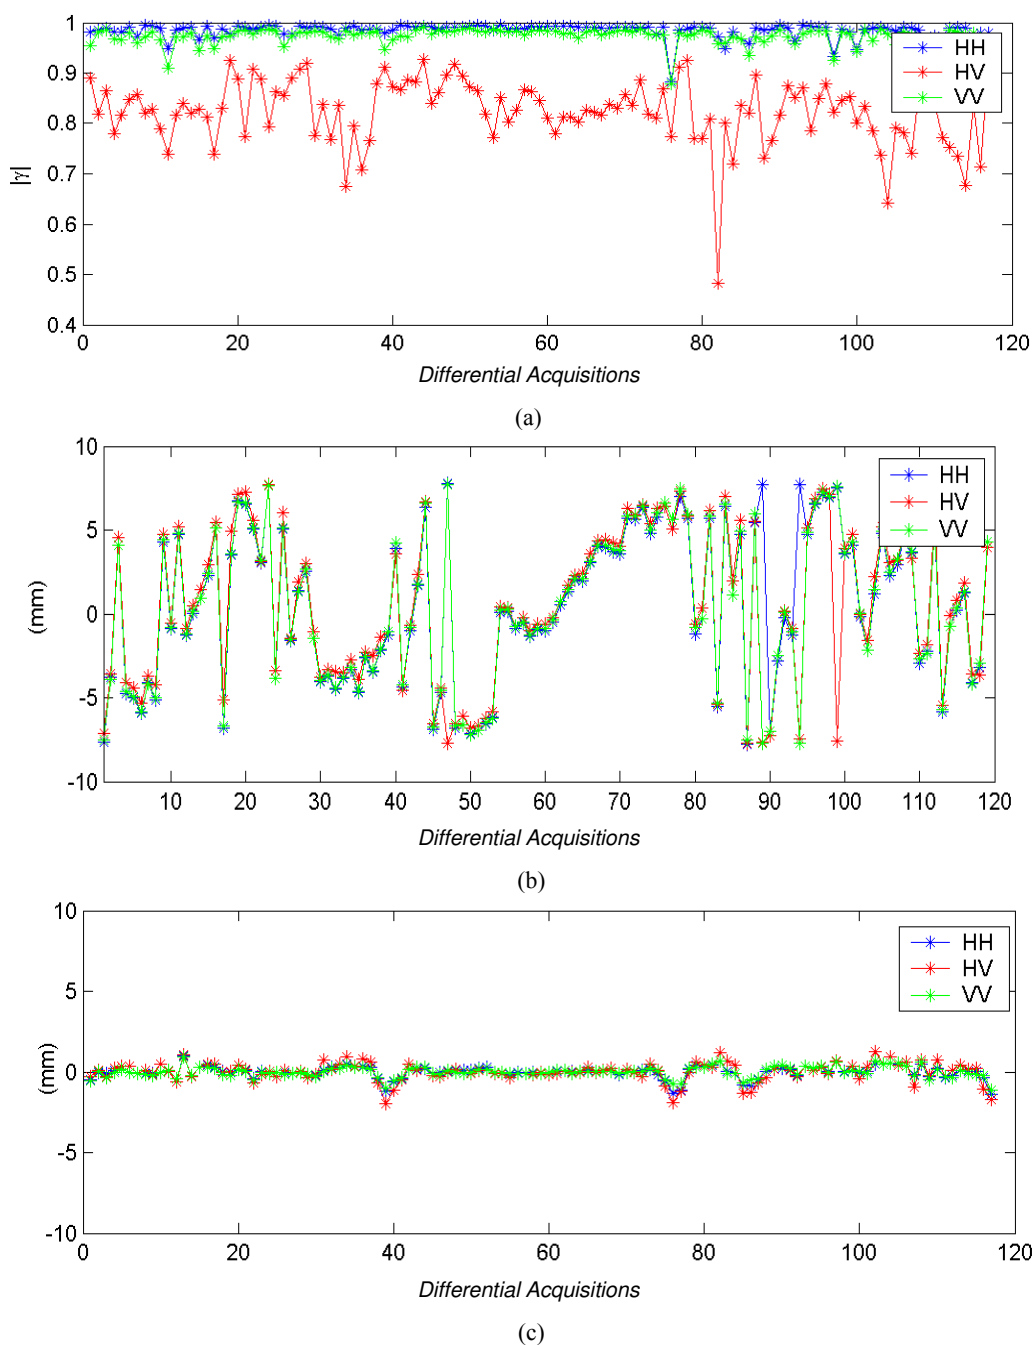 1
0.9
0.8
0.7
0.6
0.5
0.4
|γ|
0 20 40 60 80 100 120
HH
HV
VV
Differential Acquisitions
(a)
10
5
0
-5
-10
(mm)
10 20 30 40 50 60 70 80 90 100 110 120
HH
HV
VV
Differential Acquisitions
(b)
10
5
0
-5
-10
(mm)
0 20 40 60 80 100 120
HH
HV
VV
Differential Acquisitions
(c)